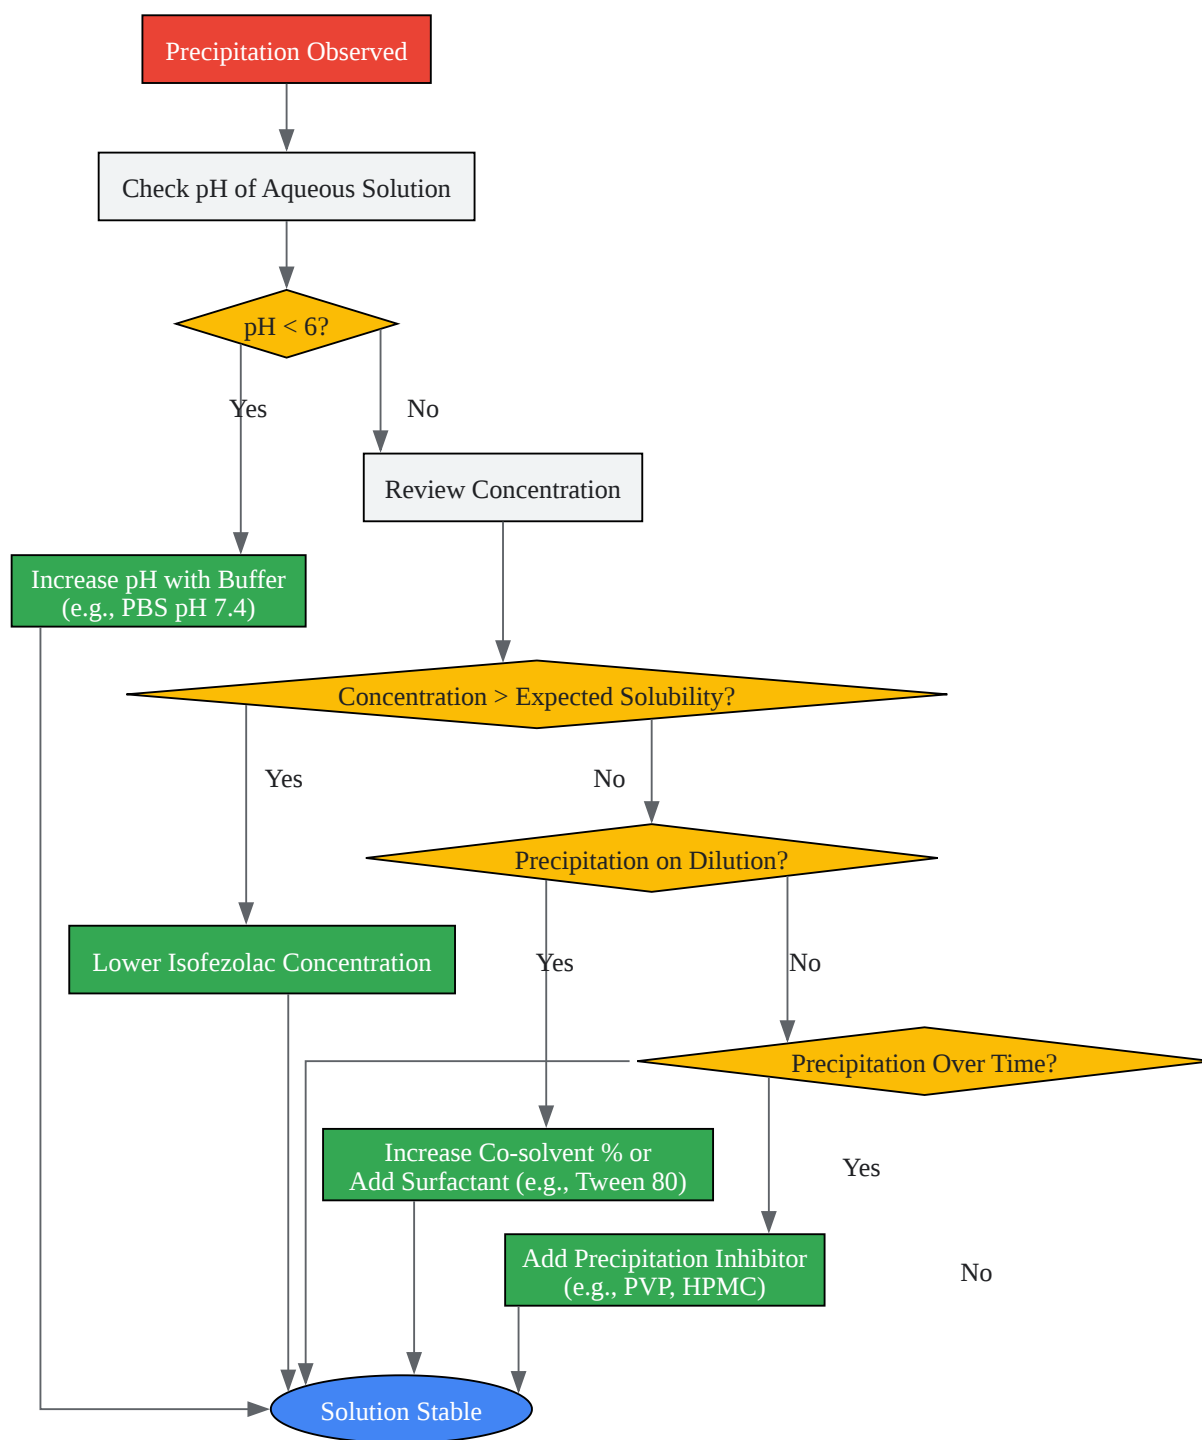 Precipitation Observed
Check pH of Aqueous Solution
pH < 6?
Yes
No
Review Concentration
Increase pH with Buffer
(e.g., PBS pH 7.4)
Concentration > Expected Solubility?
Yes
No
Precipitation on Dilution?
Lower Isofezolac Concentration
Yes
No
Precipitation Over Time?
Increase Co-solvent % or
Add Surfactant (e.g., Tween 80)
Yes
Add Precipitation Inhibitor
(e.g., PVP, HPMC)
No
Solution Stable